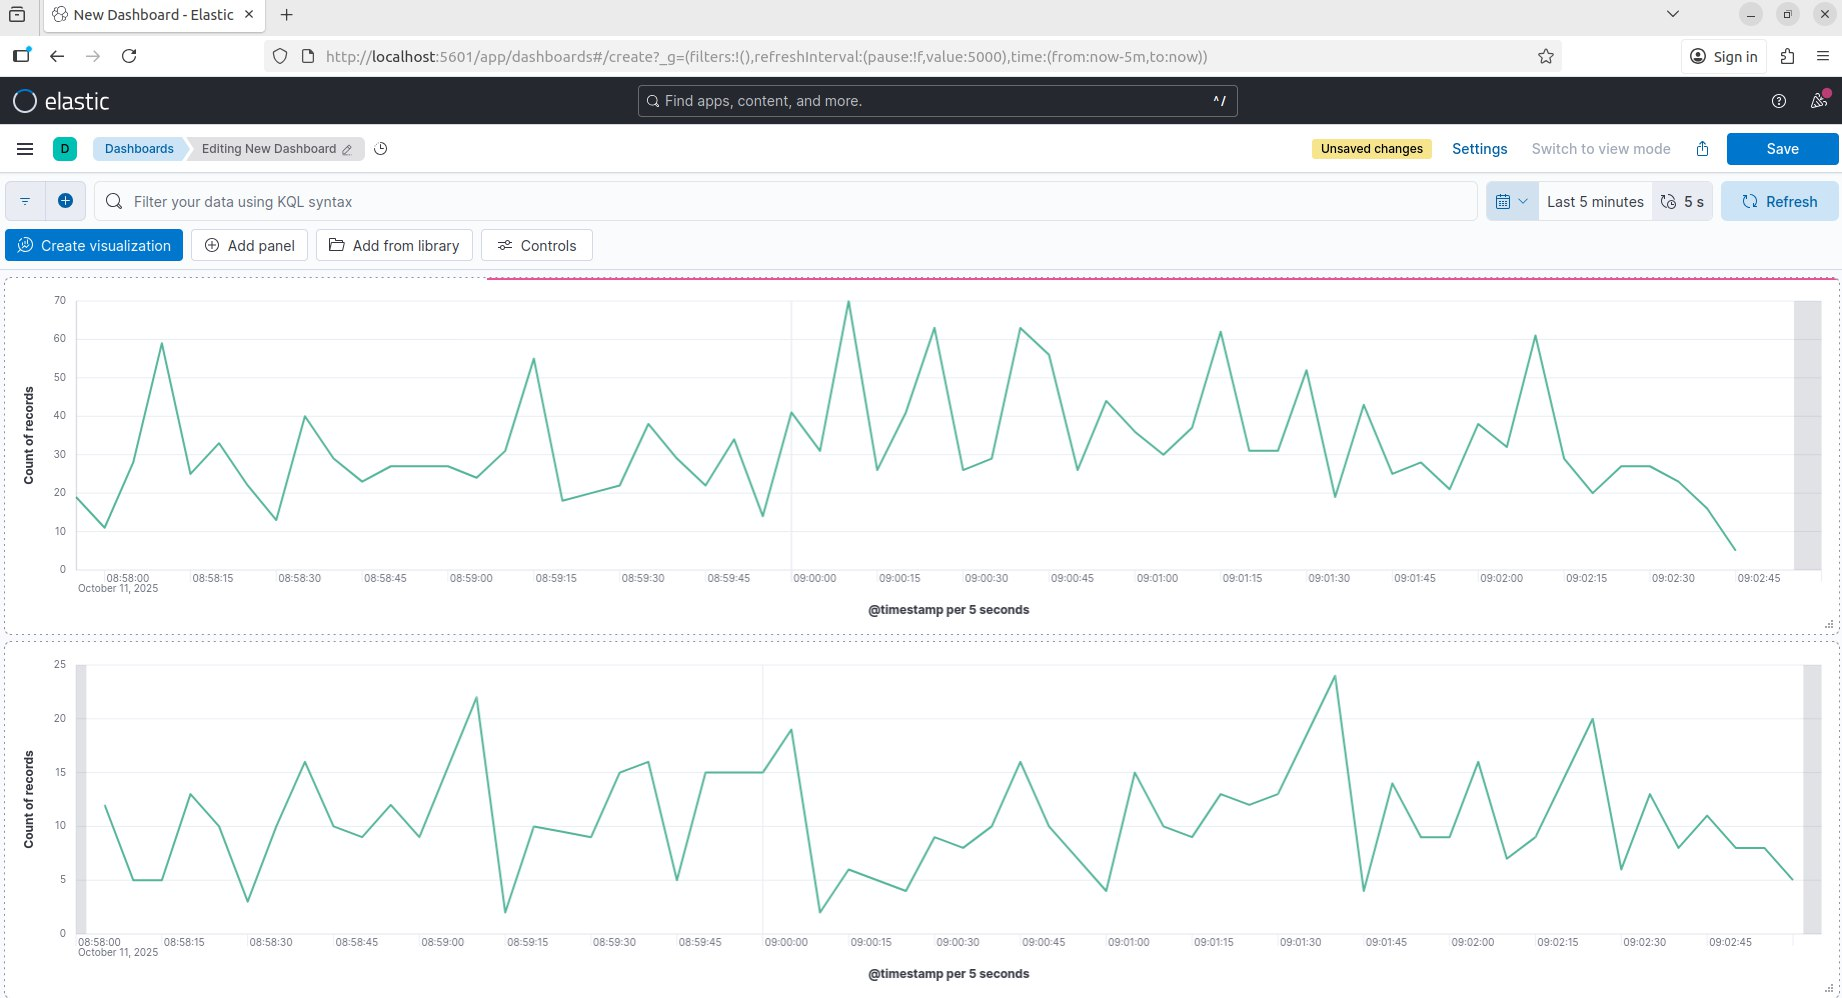 New Dashboard - Elastic
http://localhost:5601/app/dashboards#/create?_g=(filters:!(),refreshInterval:(pause:!f,value:5000),time:(from:now-5m,to:now))
Sign in
elastic
Find apps, content, and more.
^/
D
Dashboards
Editing New Dashboard
Unsaved changes
Settings
Switch to view mode
Save
Filter your data using KQL syntax
Last 5 minutes
5 s
Refresh
Create visualization
Add panel
Add from library
Controls
Count of records
70
60
50
40
30
20
10
0
08:58:00 08:58:15 08:58:30 08:58:45 08:59:00 08:59:15 08:59:30 08:59:45 09:00:00 09:00:15 09:00:30 09:00:45 09:01:00 09:01:15 09:01:30 09:01:45 09:02:00 09:02:15 09:02:30 09:02:45
October 11, 2025
@timestamp per 5 seconds
Count of records
25
20
15
10
5
0
08:58:00 08:58:15 08:58:30 08:58:45 08:59:00 08:59:15 08:59:30 08:59:45 09:00:00 09:00:15 09:00:30 09:00:45 09:01:00 09:01:15 09:01:30 09:01:45 09:02:00 09:02:15 09:02:30 09:02:45
October 11, 2025
@timestamp per 5 seconds